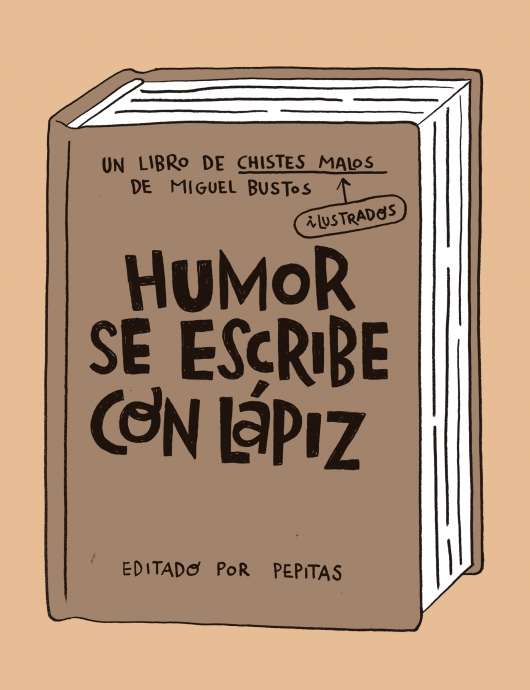 UN LIBRO DE CHISTES MALOS
DE MIGUEL BUSTOS
iLUSTRADOS
HUMOR
SE ESCRIBE
CON LÁPIZ
EDITADO POR PEPITAS